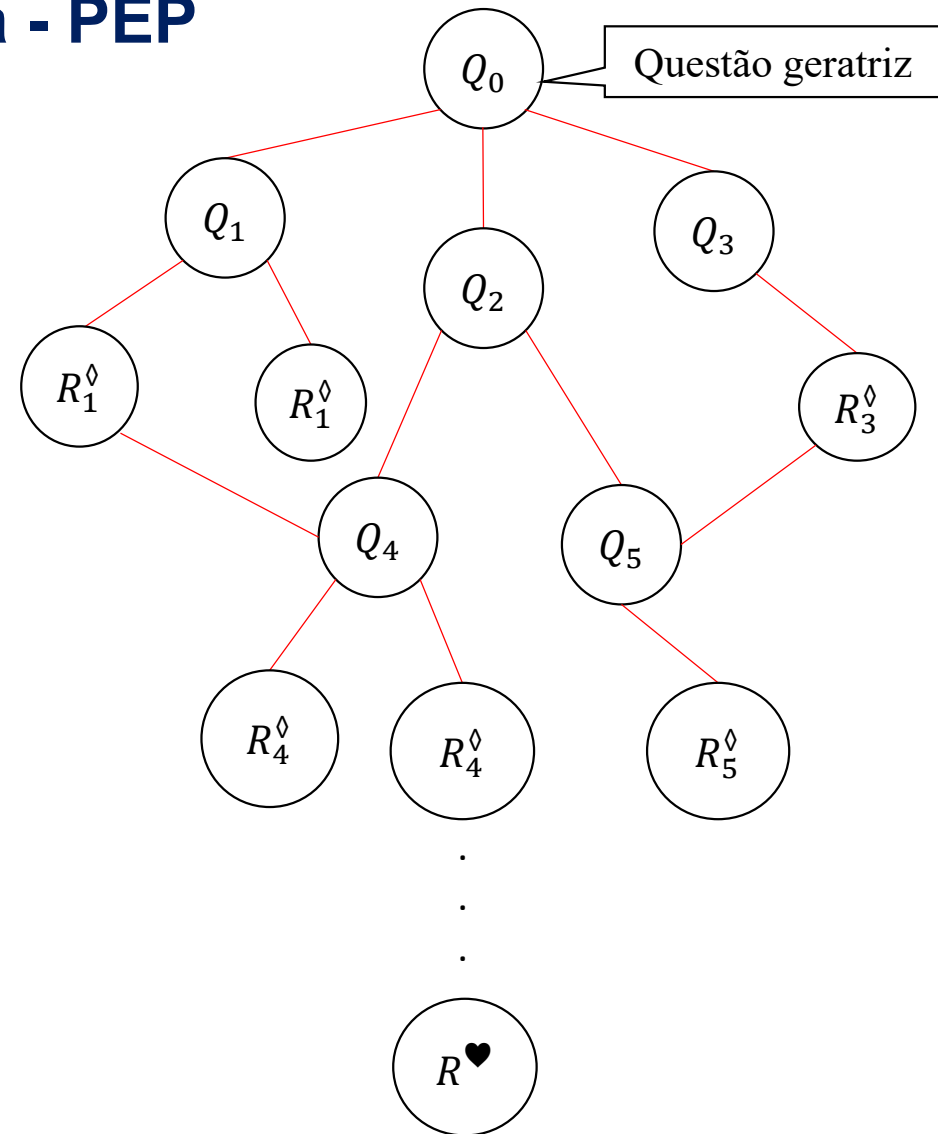 a - PEP
Q₀
Questão geratriz
Q₁
Q₃
Q₂
R₁^◊
R₁^◊
R₃^◊
Q₄
Q₅
R₄^◊
R₄^◊
R₅^◊
.
.
.
R^♥